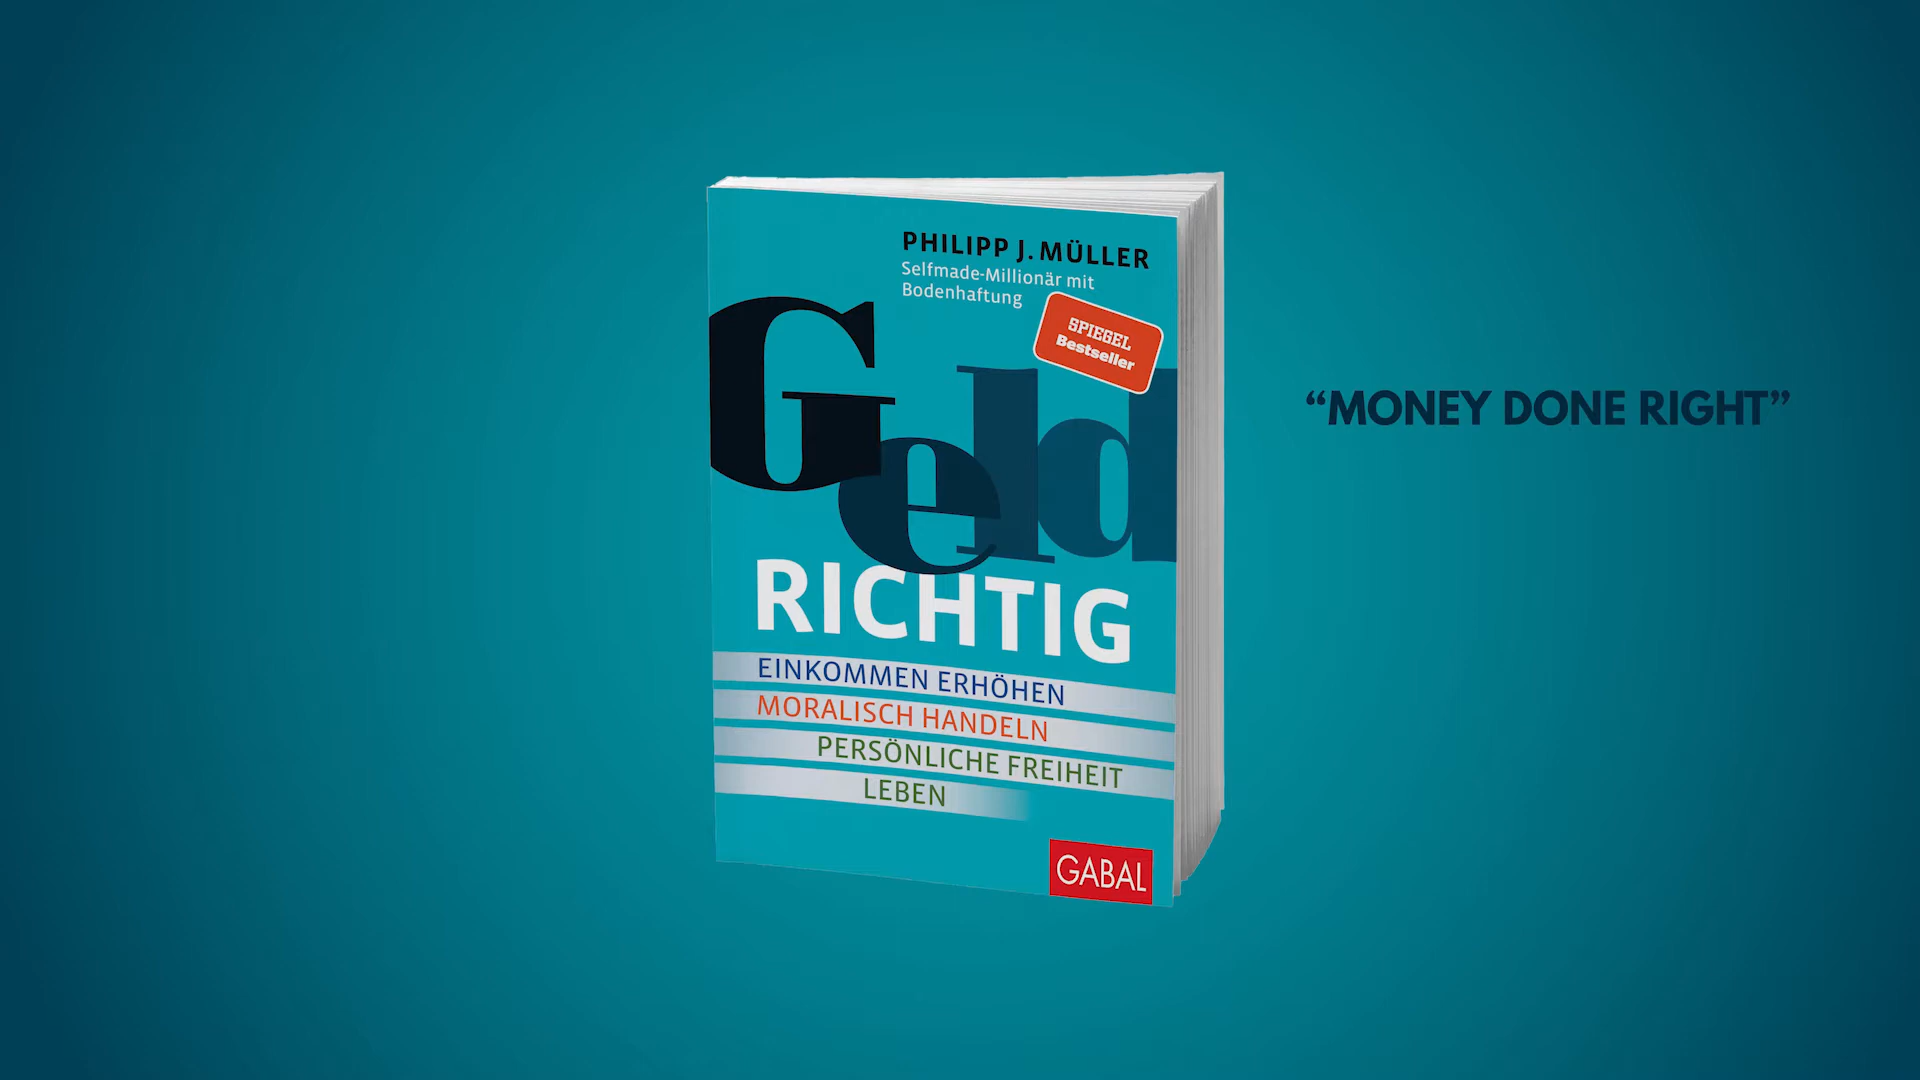 PHILIPP J. MÜLLER
Selfmade-Millionär mit
Bodenhaftung
SPIEGEL
Bestseller
Geld
RICHTIG
EINKOMMEN ERHÖHEN
MORALISCH HANDELN
PERSÖNLICHE FREIHEIT
LEBEN
GABAL
“MONEY DONE RIGHT”